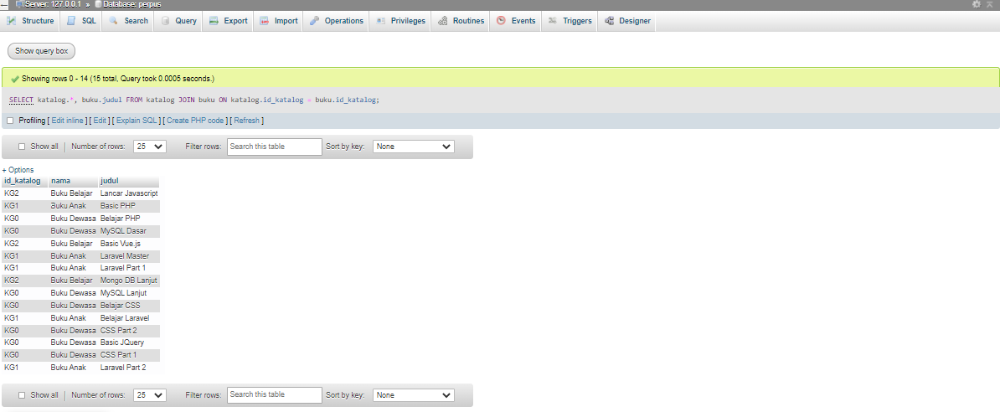 Server: 127.0.0.1 » Database: perpus
Structure SQL Search Query Export Import Operations Privileges Routines Events Triggers Designer
Show query box
Showing rows 0 - 14 (15 total, Query took 0.0005 seconds.)
SELECT katalog.*, buku.judul FROM katalog JOIN buku ON katalog.id_katalog = buku.id_katalog;
Profiling [ Edit inline ] [ Edit ] [ Explain SQL ] [ Create PHP code ] [ Refresh ]
Show all | Number of rows: 25 Filter rows: Search this table Sort by key: None
+ Options
id_katalog nama judul
KG2 Buku Belajar Lancar Javascript
KG1 Buku Anak Basic PHP
KG0 Buku Dewasa Belajar PHP
KG0 Buku Dewasa MySQL Dasar
KG2 Buku Belajar Basic Vue.js
KG1 Buku Anak Laravel Master
KG1 Buku Anak Laravel Part 1
KG2 Buku Belajar Mongo DB Lanjut
KG0 Buku Dewasa MySQL Lanjut
KG0 Buku Dewasa Belajar CSS
KG1 Buku Anak Belajar Laravel
KG0 Buku Dewasa CSS Part 2
KG0 Buku Dewasa Basic JQuery
KG0 Buku Dewasa CSS Part 1
KG1 Buku Anak Laravel Part 2
Show all | Number of rows: 25 Filter rows: Search this table Sort by key: None